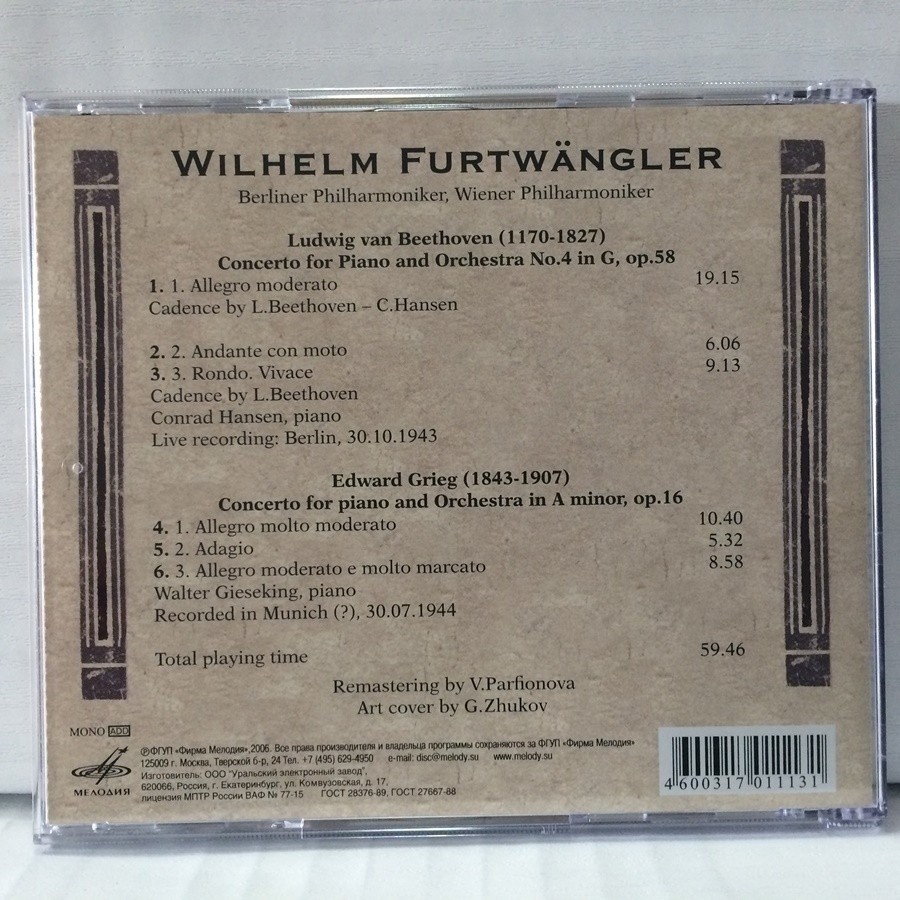 WILHELM FURTWÄNGLER
Berliner Philharmoniker, Wiener Philharmoniker
Ludwig van Beethoven (1170-1827)
Concerto for Piano and Orchestra No.4 in G, op.58
1. 1. Allegro moderato 19.15
Cadence by L.Beethoven – C.Hansen
2. 2. Andante con moto 6.06
3. 3. Rondo. Vivace 9.13
Cadence by L.Beethoven
Conrad Hansen, piano
Live recording: Berlin, 30.10.1943
Edward Grieg (1843-1907)
Concerto for piano and Orchestra in A minor, op.16
4. 1. Allegro molto moderato 10.40
5. 2. Adagio 5.32
6. 3. Allegro moderato e molto marcato 8.58
Walter Gieseking, piano
Recorded in Munich (?), 30.07.1944
Total playing time 59.46
Remastering by V.Parfionova
Art cover by G.Zhukov
MONO ADD
МЕЛОДИЯ
℗ФГУП «Фирма Мелодия», 2006. Все права производителя и владельца программы сохраняются за ФГУП «Фирма Мелодия»
125009 г. Москва, Тверской б-р, 24 Тел. +7 (495) 629-4950 e-mail: disc@melody.su www.melody.su
Изготовитель: ООО "Уральский электронный завод",
620066, Россия, г. Екатеринбург, ул. Комвузовская, д. 17,
лицензия МПТР России ВАФ № 77-15 ГОСТ 28376-89, ГОСТ 27667-88
4 600317 011131